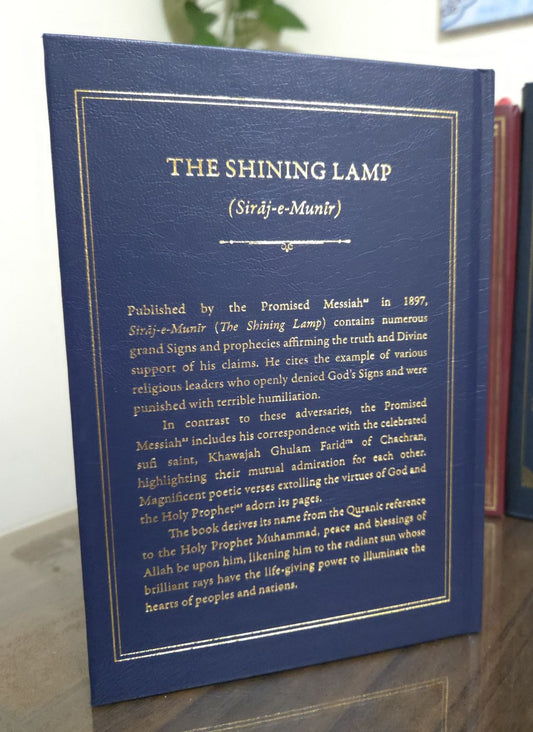 THE SHINING LAMP
(Sirāj-e-Munīr)
Published by the Promised Messiahas in 1897,
Sirāj-e-Munīr (The Shining Lamp) contains numerous
grand Signs and prophecies affirming the truth and Divine
support of his claims. He cites the example of various
religious leaders who openly denied God's Signs and were
punished with terrible humiliation.
In contrast to these adversaries, the Promised
Messiahas includes his correspondence with the celebrated
sufi saint, Khawajah Ghulam Faridrh of Chachran,
highlighting their mutual admiration for each other.
Magnificent poetic verses extolling the virtues of God and
the Holy Prophetsas adorn its pages.
The book derives its name from the Quranic reference
to the Holy Prophet Muhammad, peace and blessings of
Allah be upon him, likening him to the radiant sun whose
brilliant rays have the life-giving power to illuminate the
hearts of peoples and nations.